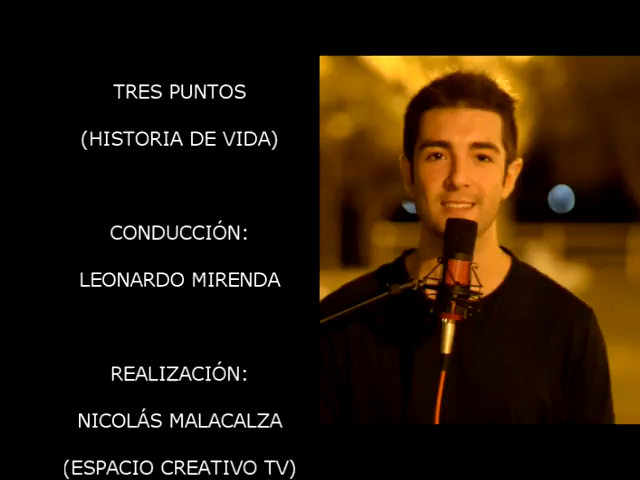 TRES PUNTOS
(HISTORIA DE VIDA)
CONDUCCIÓN:
LEONARDO MIRENDA
REALIZACIÓN:
NICOLÁS MALACALZA
(ESPACIO CREATIVO TV)